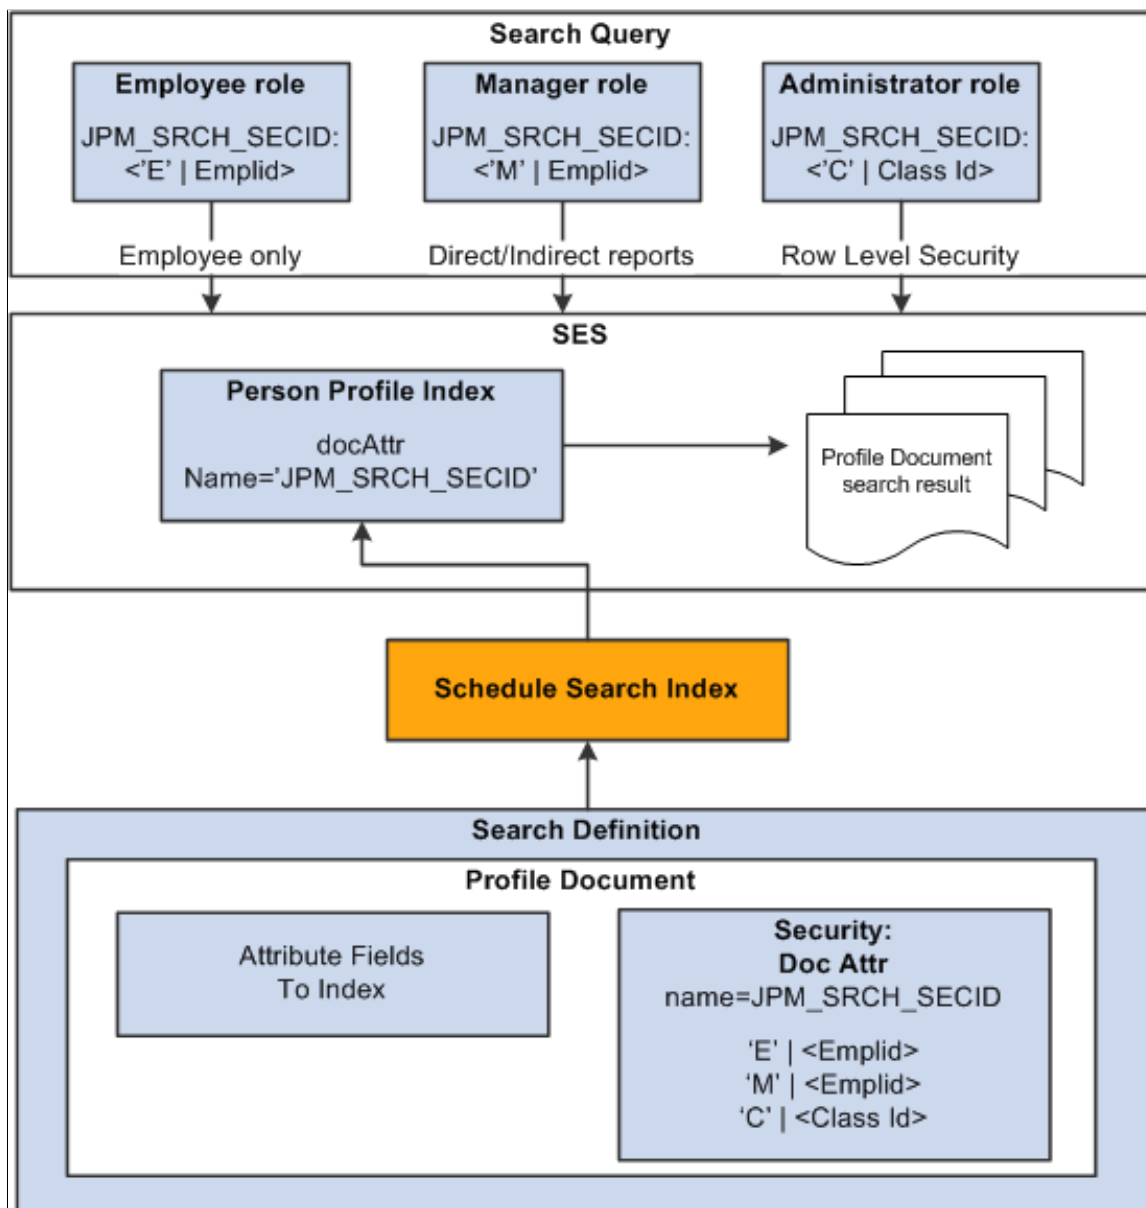 Search Query
Employee role
JPM_SRCH_SECID:
<’E’ | Emplid>
Manager role
JPM_SRCH_SECID:
<’M’ | Emplid>
Administrator role
JPM_SRCH_SECID:
<’C’ | Class Id>
Employee only
Direct/Indirect reports
Row Level Security
SES
Person Profile Index
docAttr
Name=’JPM_SRCH_SECID’
Profile Document
search result
Schedule Search Index
Search Definition
Profile Document
Attribute Fields
To Index
Security:
Doc Attr
name=JPM_SRCH_SECID
‘E’ | <Emplid>
‘M’ | <Emplid>
‘C’ | <Class Id>